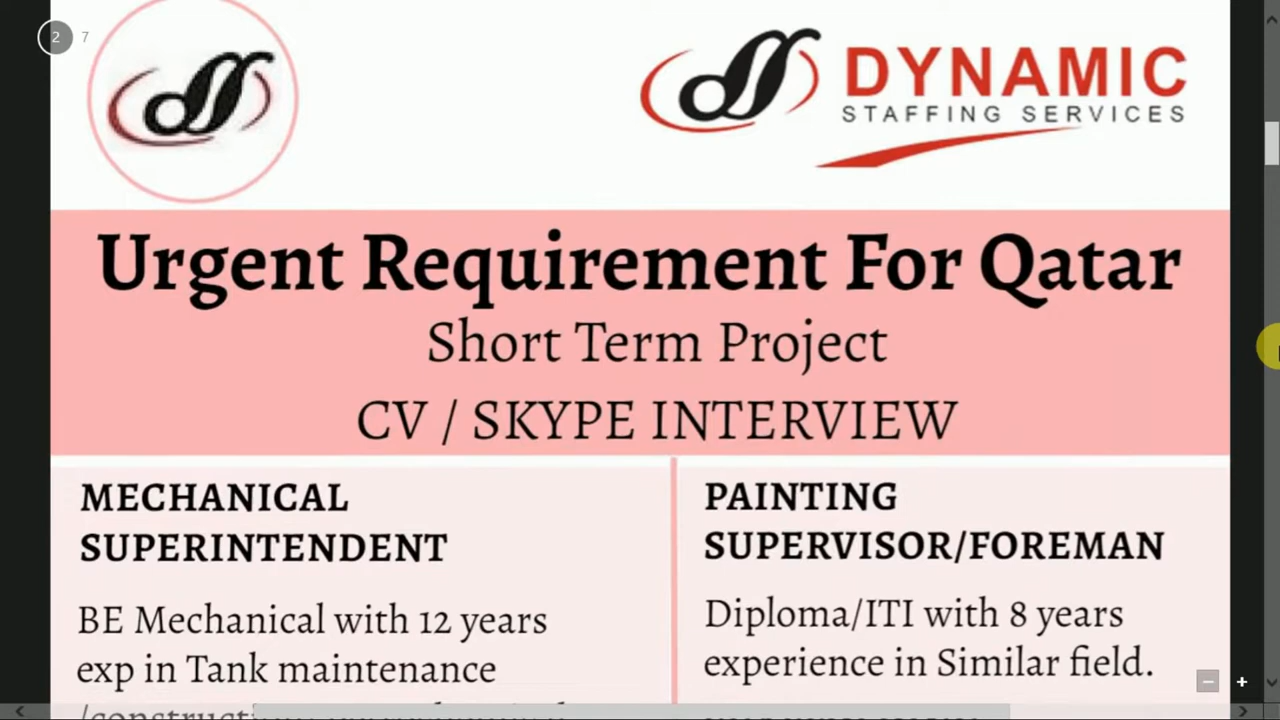 2 7
dss
dss DYNAMIC
STAFFING SERVICES
Urgent Requirement For Qatar
Short Term Project
CV / SKYPE INTERVIEW
MECHANICAL
SUPERINTENDENT
BE Mechanical with 12 years
exp in Tank maintenance
PAINTING
SUPERVISOR/FOREMAN
Diploma/ITI with 8 years
experience in Similar field.